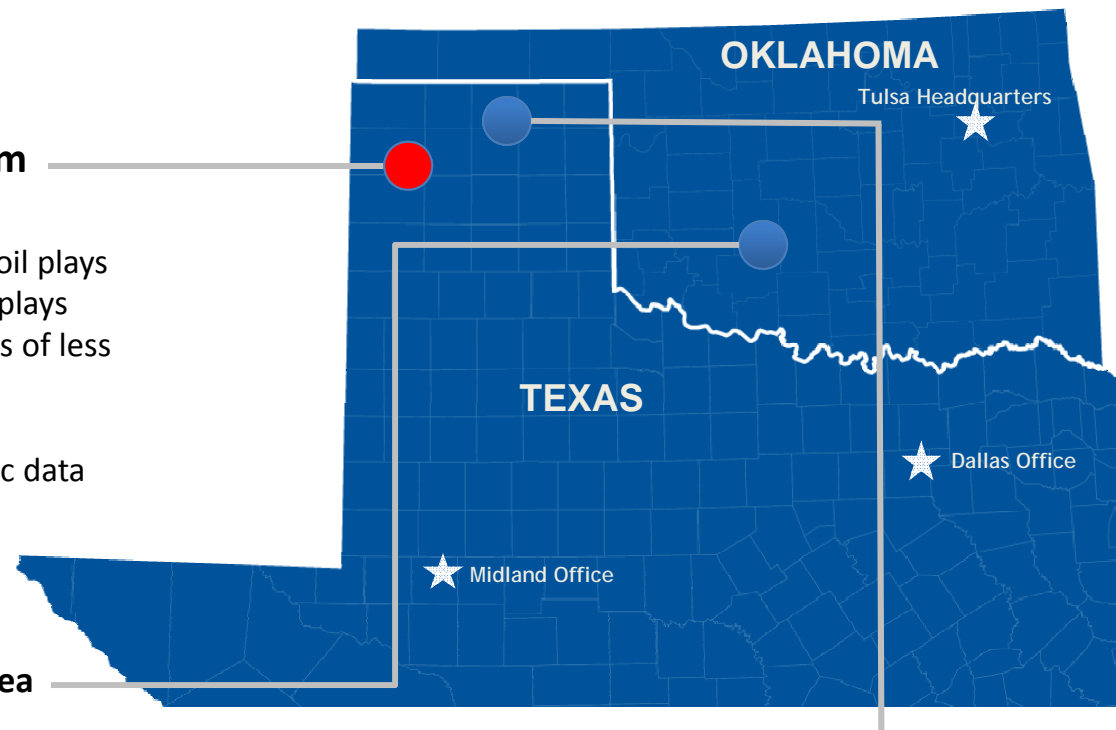 OKLAHOMA
Tulsa Headquarters
m
oil plays
plays
s of less
TEXAS
Dallas Office
c data
Midland Office
ea